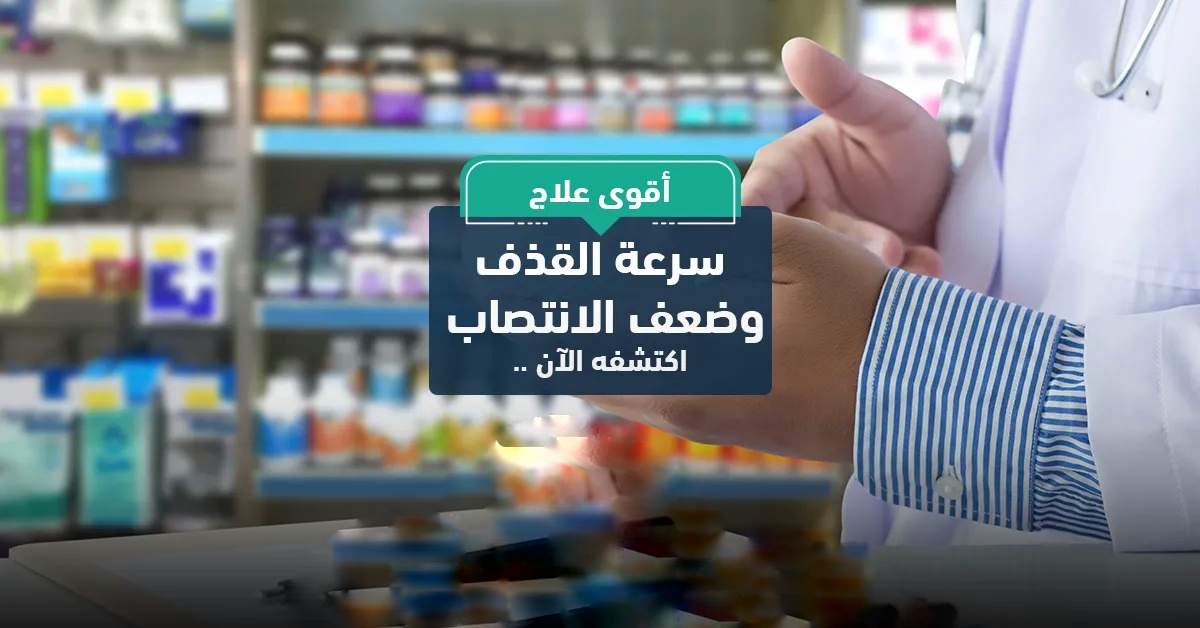 أقوى علاج
سرعة القذف
وضعف الانتصاب
اكتشفه الآن ..